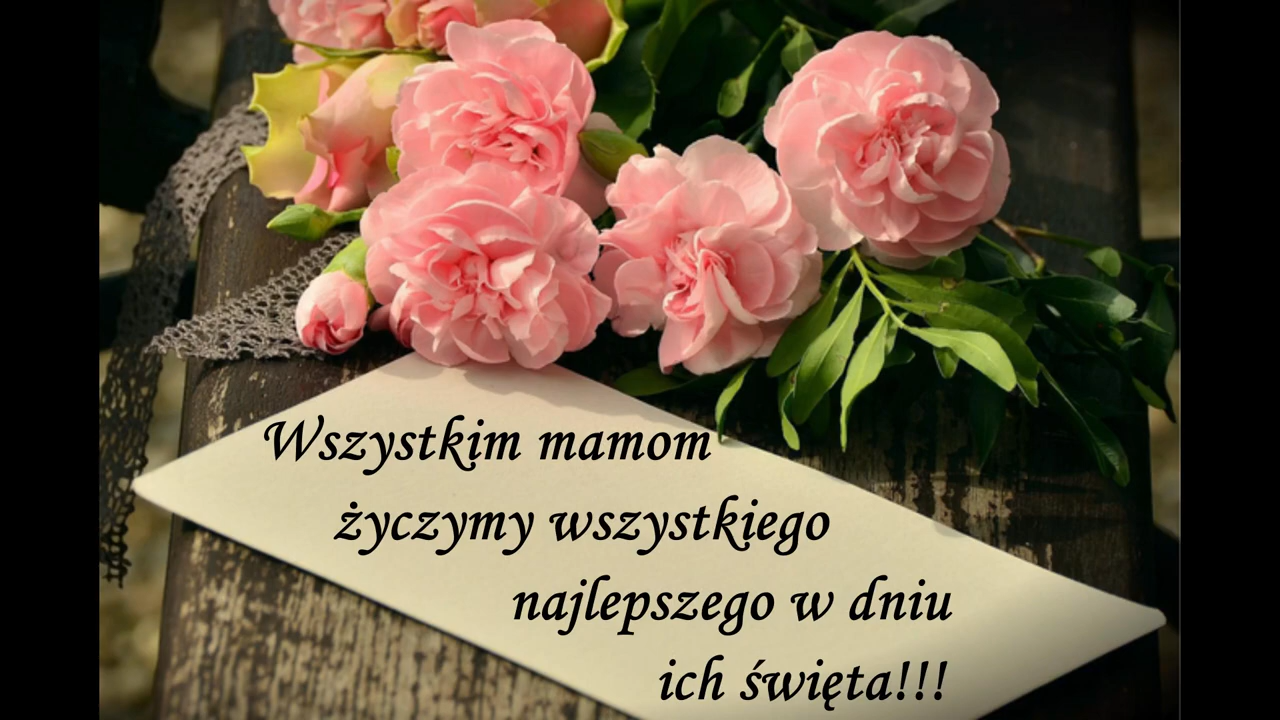 Wszystkim mamom
życzymy wszystkiego
najlepszego w dniu
ich święta!!!